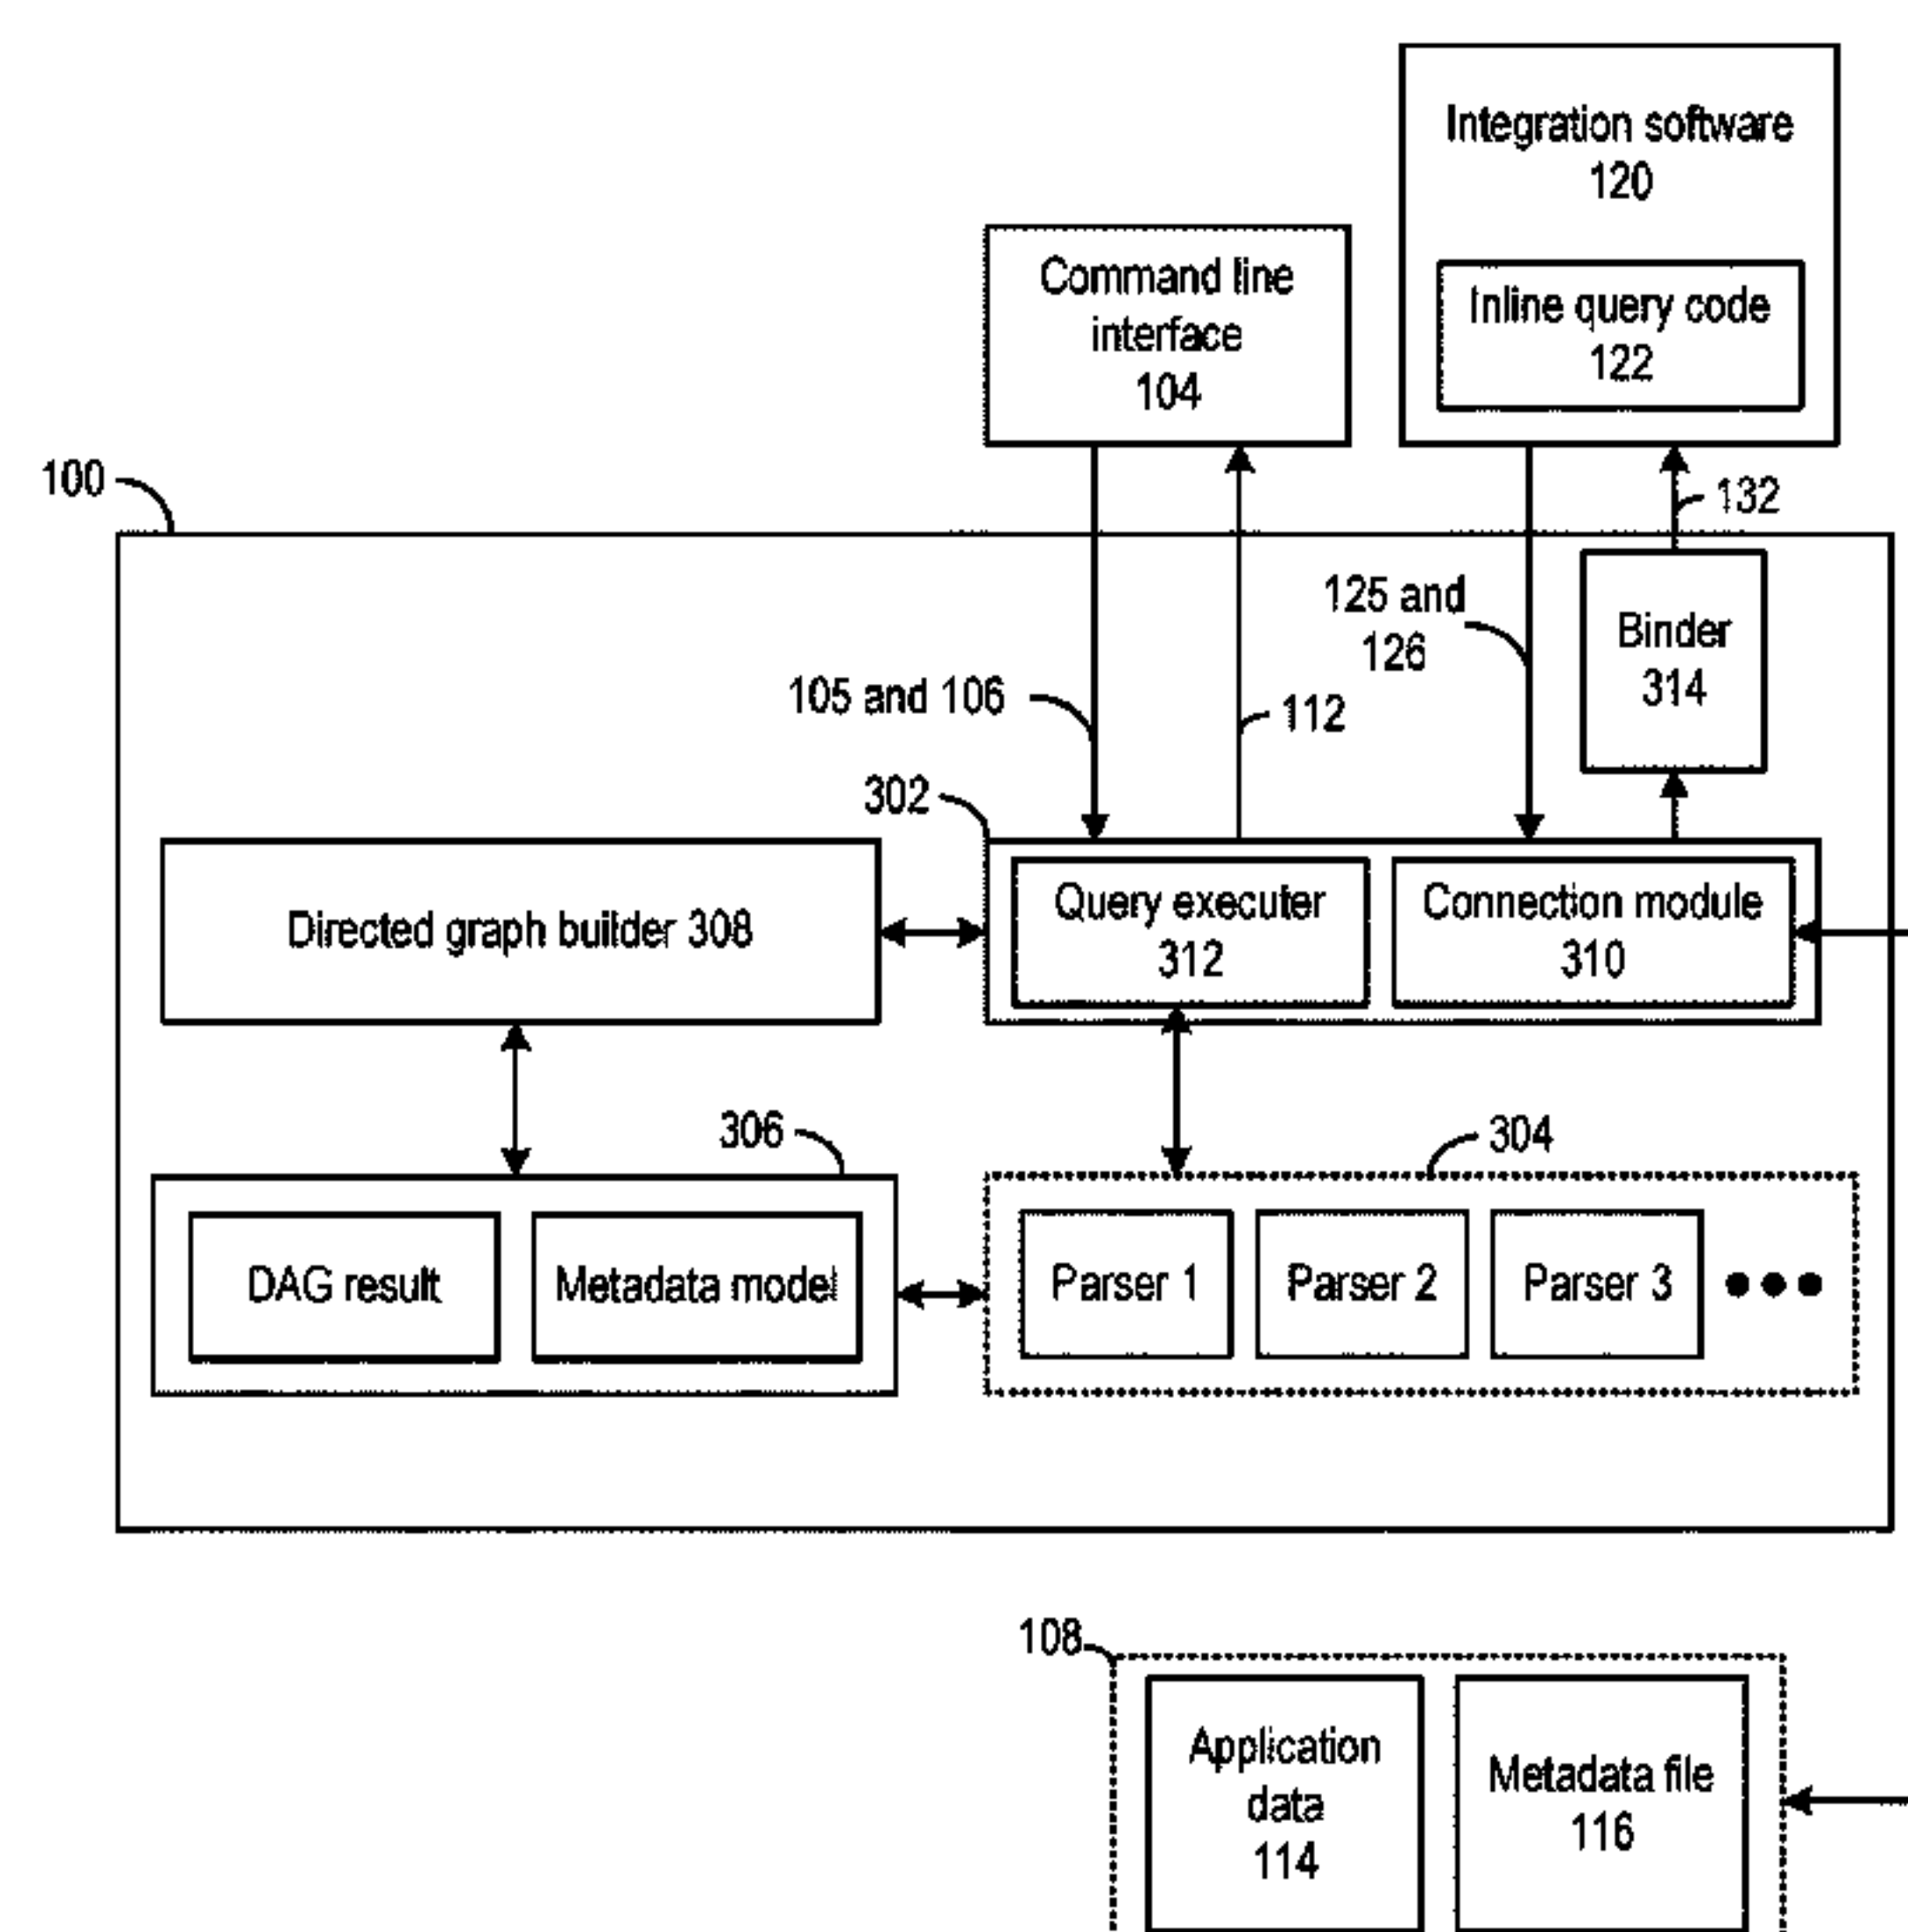 Integration software
120
Command line
interface
104
Inline query code
122
100
132
125 and
126
Binder
314
105 and 106
112
302
Directed graph builder 308
Query executer
312
Connection module
310
306
304
DAG result
Metadata model
Parser 1
Parser 2
Parser 3
108
Application
data
114
Metadata file
116